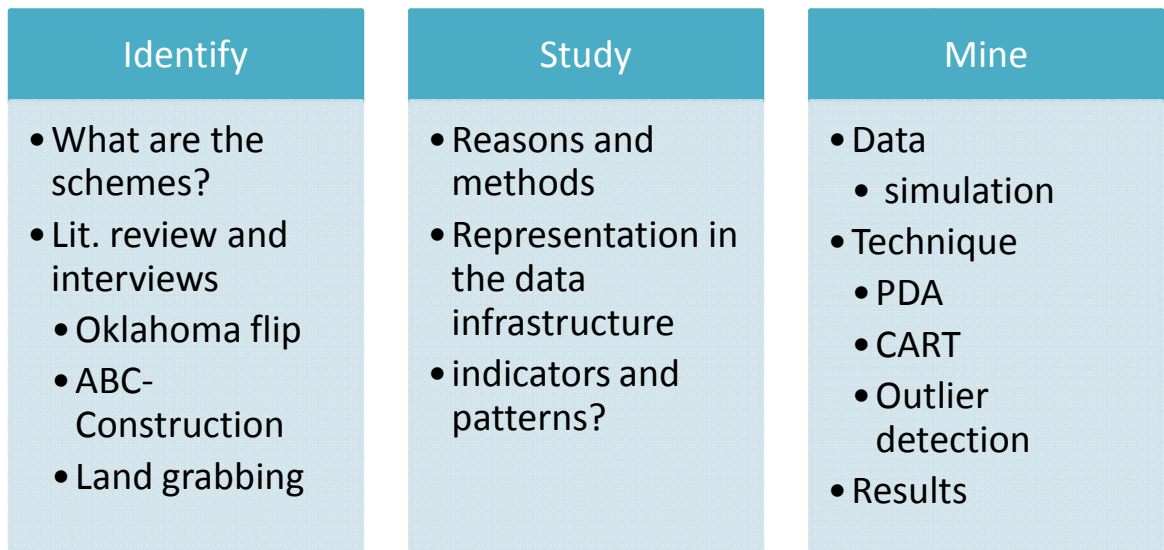 Identify
• What are the
schemes?
• Lit. review and
interviews
• Oklahoma flip
• ABC-
Construction
• Land grabbing
Study
• Reasons and
methods
• Representation in
the data
infrastructure
• indicators and
patterns?
Mine
• Data
• simulation
• Technique
• PDA
• CART
• Outlier
detection
• Results